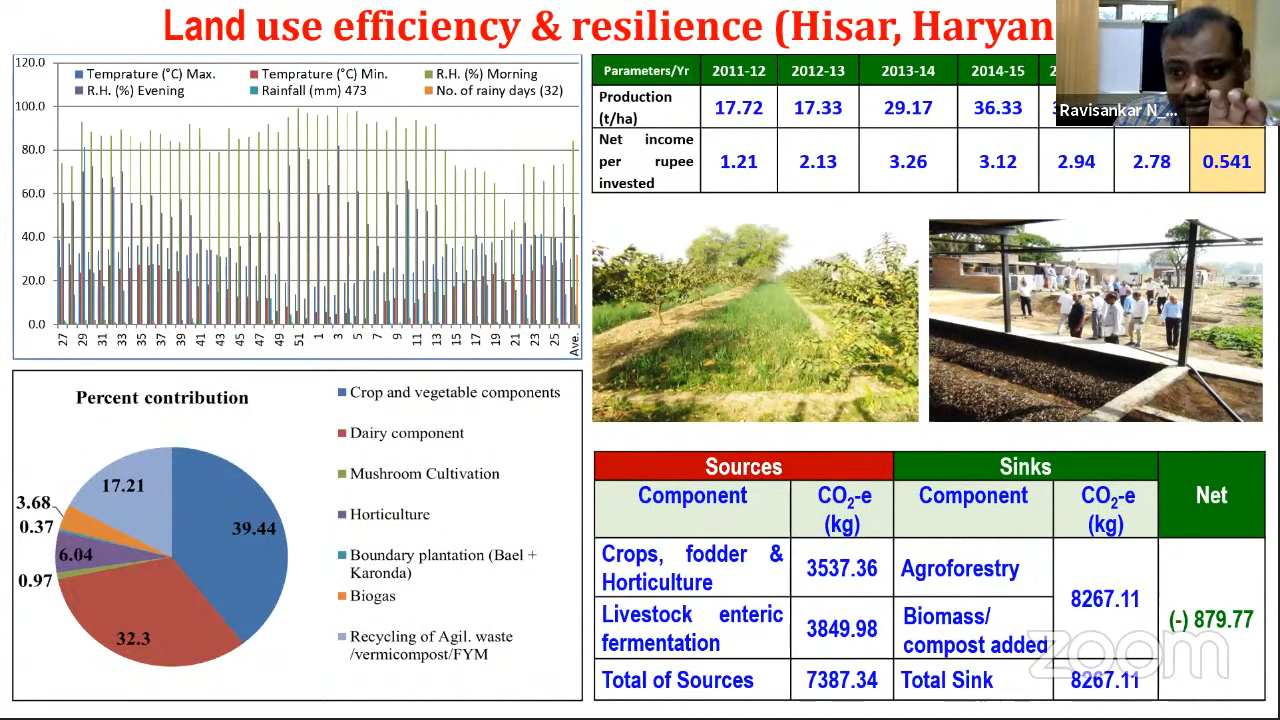 Land use efficiency & resilience (Hisar, Haryan
120.0
100.0
80.0
60.0
40.0
20.0
0.0
Temprature (°C) Max.
Temprature (°C) Min.
R.H. (%) Morning
R.H. (%) Evening
Rainfall (mm) 473
No. of rainy days (32)
27 29 31 33 35 37 39 41 43 45 47 49 51 1 3 5 7 9 11 13 15 17 19 21 23 25 Ave.
Parameters/Yr 2011-12 2012-13 2013-14 2014-15 2
Production (t/ha) 17.72 17.33 29.17 36.33
Net income per rupee invested 1.21 2.13 3.26 3.12 2.94 2.78 0.541
Ravisankar N_...
Percent contribution
39.44
32.3
0.97
6.04
0.37
3.68
17.21
Crop and vegetable components
Dairy component
Mushroom Cultivation
Horticulture
Boundary plantation (Bael +
Karonda)
Biogas
Recycling of Agil. waste
/vermicompost/FYM
Sources Sinks Net
Component CO₂-e (kg) Component CO₂-e (kg)
Crops, fodder & Horticulture 3537.36 Agroforestry 8267.11 (-) 879.77
Livestock enteric fermentation 3849.98 Biomass/ compost added
Total of Sources 7387.34 Total Sink 8267.11
zoom